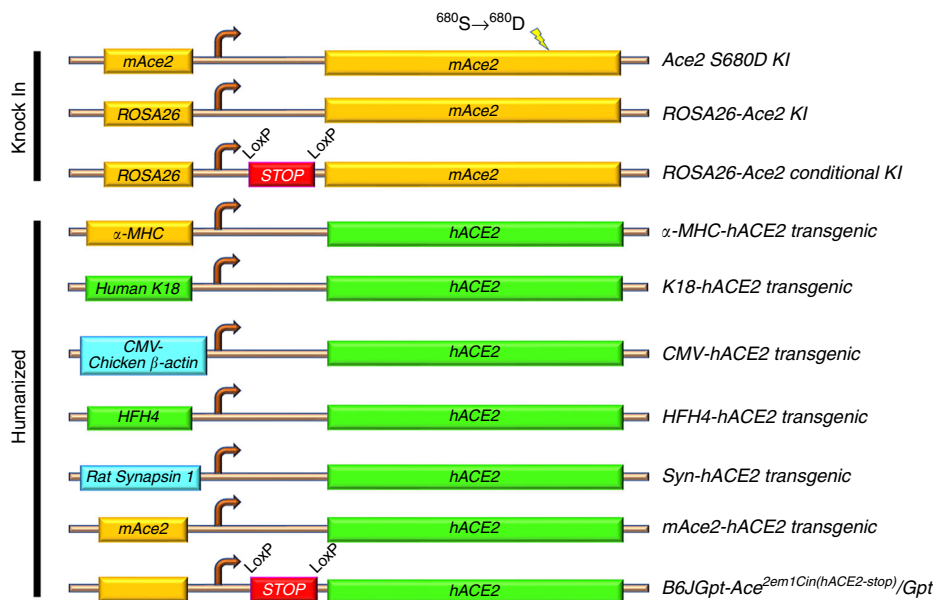 ⁶⁸⁰S→⁶⁸⁰D
Knock In
mAce2
mAce2
Ace2 S680D KI
ROSA26
mAce2
ROSA26-Ace2 KI
LoxP
LoxP
ROSA26
STOP
mAce2
ROSA26-Ace2 conditional KI
Humanized
α-MHC
hACE2
α-MHC-hACE2 transgenic
Human K18
hACE2
K18-hACE2 transgenic
CMV-
Chicken β-actin
hACE2
CMV-hACE2 transgenic
HFH4
hACE2
HFH4-hACE2 transgenic
Rat Synapsin 1
hACE2
Syn-hACE2 transgenic
mAce2
hACE2
mAce2-hACE2 transgenic
LoxP
LoxP
STOP
hACE2
B6JGpt-Ace²ᵉᵐ¹ᶜⁱⁿ⁽ʰᴬᶜᴱ²⁻ˢᵗᵒᵖ⁾/Gpt